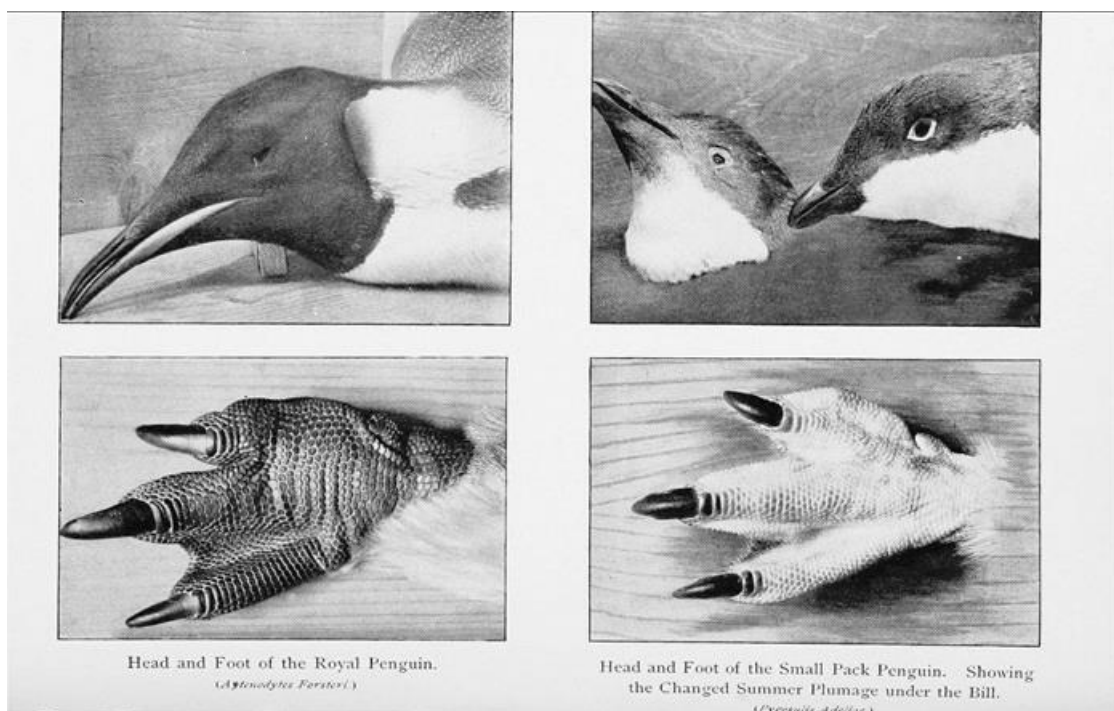 Head and Foot of the Royal Penguin.
(Aptenodytes Forsteri.)
Head and Foot of the Small Pack Penguin. Showing
the Changed Summer Plumage under the Bill.